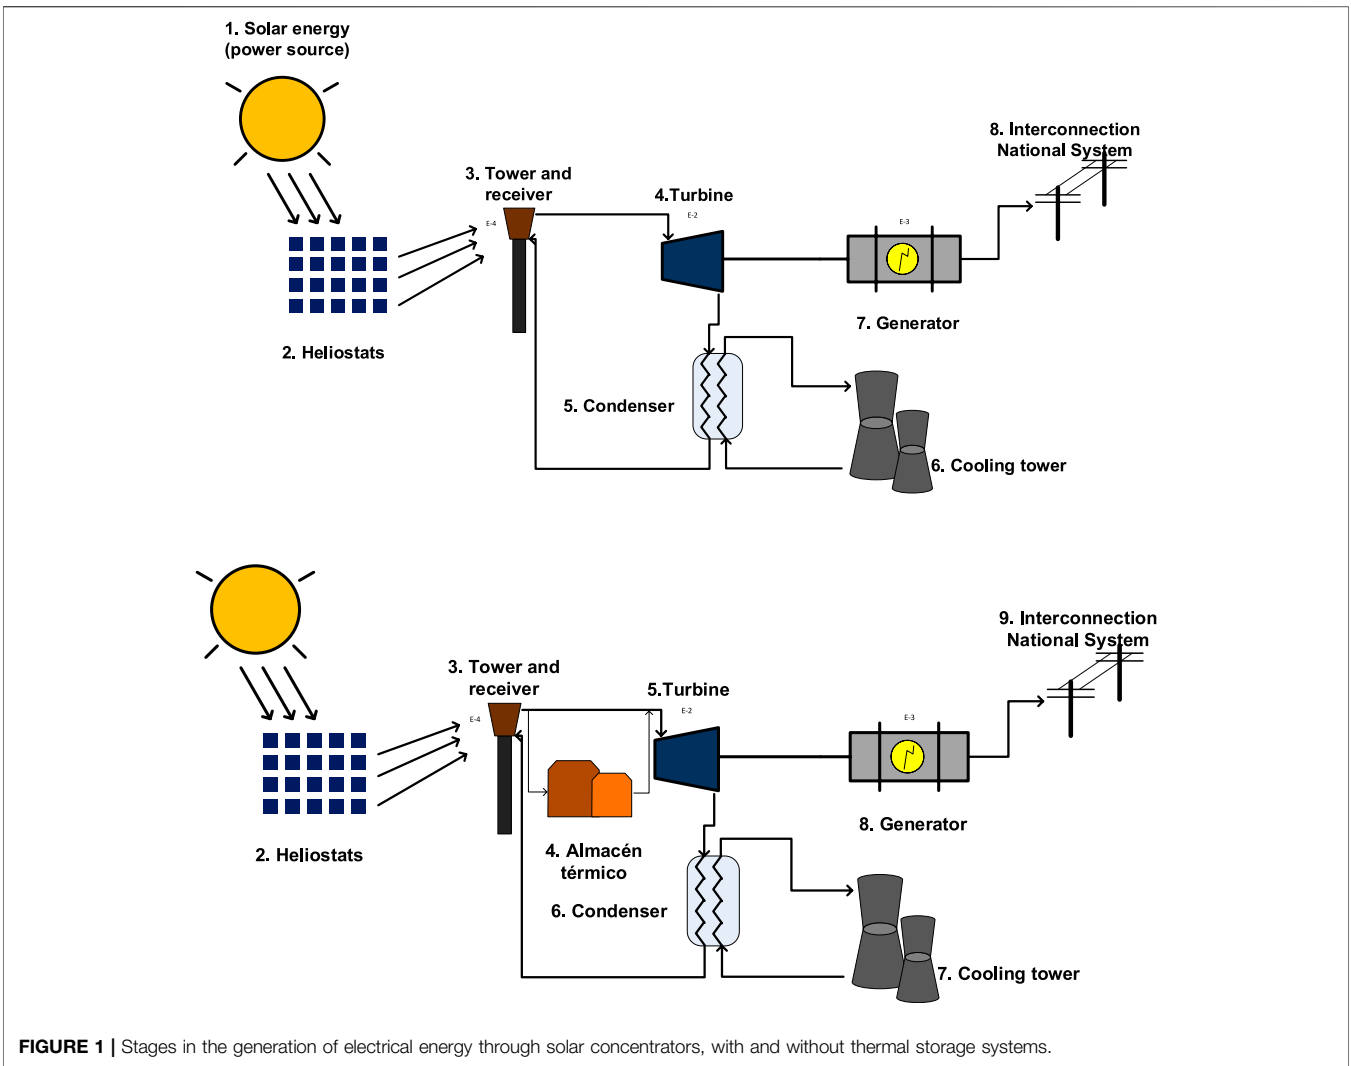 1. Solar energy
(power source)
8. Interconnection
National System
3. Tower and
receiver
4.Turbine
E-4
E-2
E-3
7. Generator
2. Heliostats
5. Condenser
6. Cooling tower
9. Interconnection
National System
3. Tower and
receiver
5.Turbine
E-4
E-2
E-3
8. Generator
2. Heliostats
4. Almacén
térmico
6. Condenser
7. Cooling tower
FIGURE 1 | Stages in the generation of electrical energy through solar concentrators, with and without thermal storage systems.